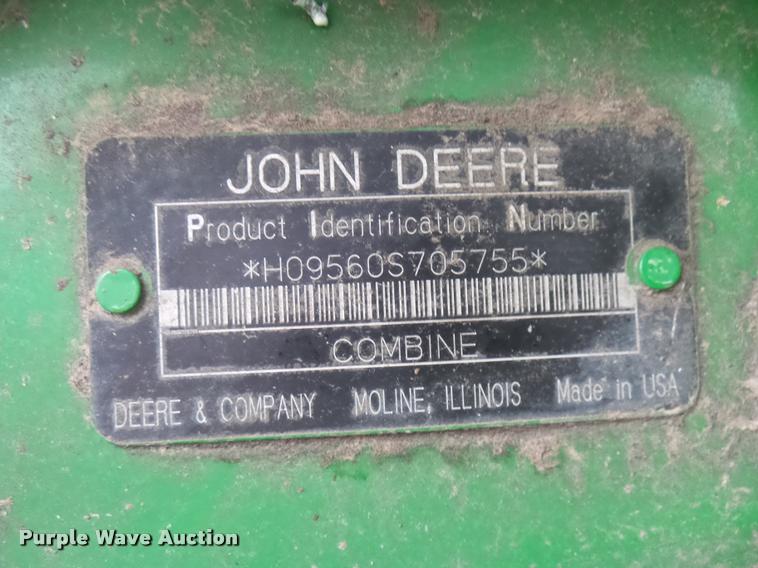 JOHN DEERE
Product Identification Number
*H09560S705755*
COMBINE
DEERE & COMPANY MOLINE, ILLINOIS Made in USA
Purple Wave Auction